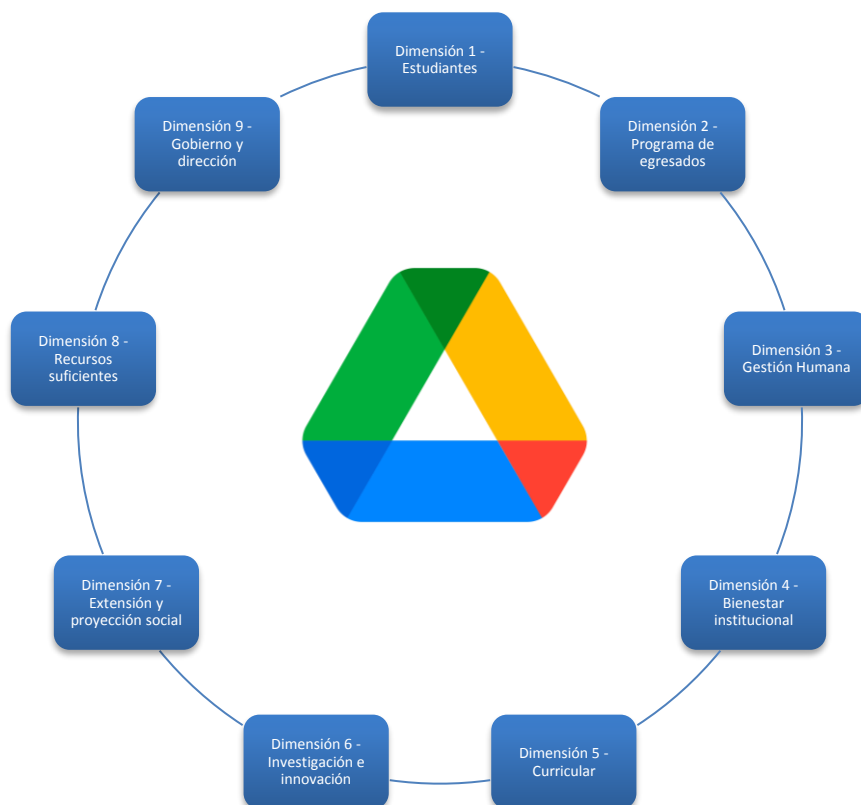 Dimensión 1 -
Estudiantes
Dimensión 2 -
Programa de
egresados
Dimensión 3 -
Gestión Humana
Dimensión 4 -
Bienestar
institucional
Dimensión 5 -
Curricular
Dimensión 6 -
Investigación e
innovación
Dimensión 7 -
Extensión y
proyección social
Dimensión 8 -
Recursos
suficientes
Dimensión 9 -
Gobierno y
dirección